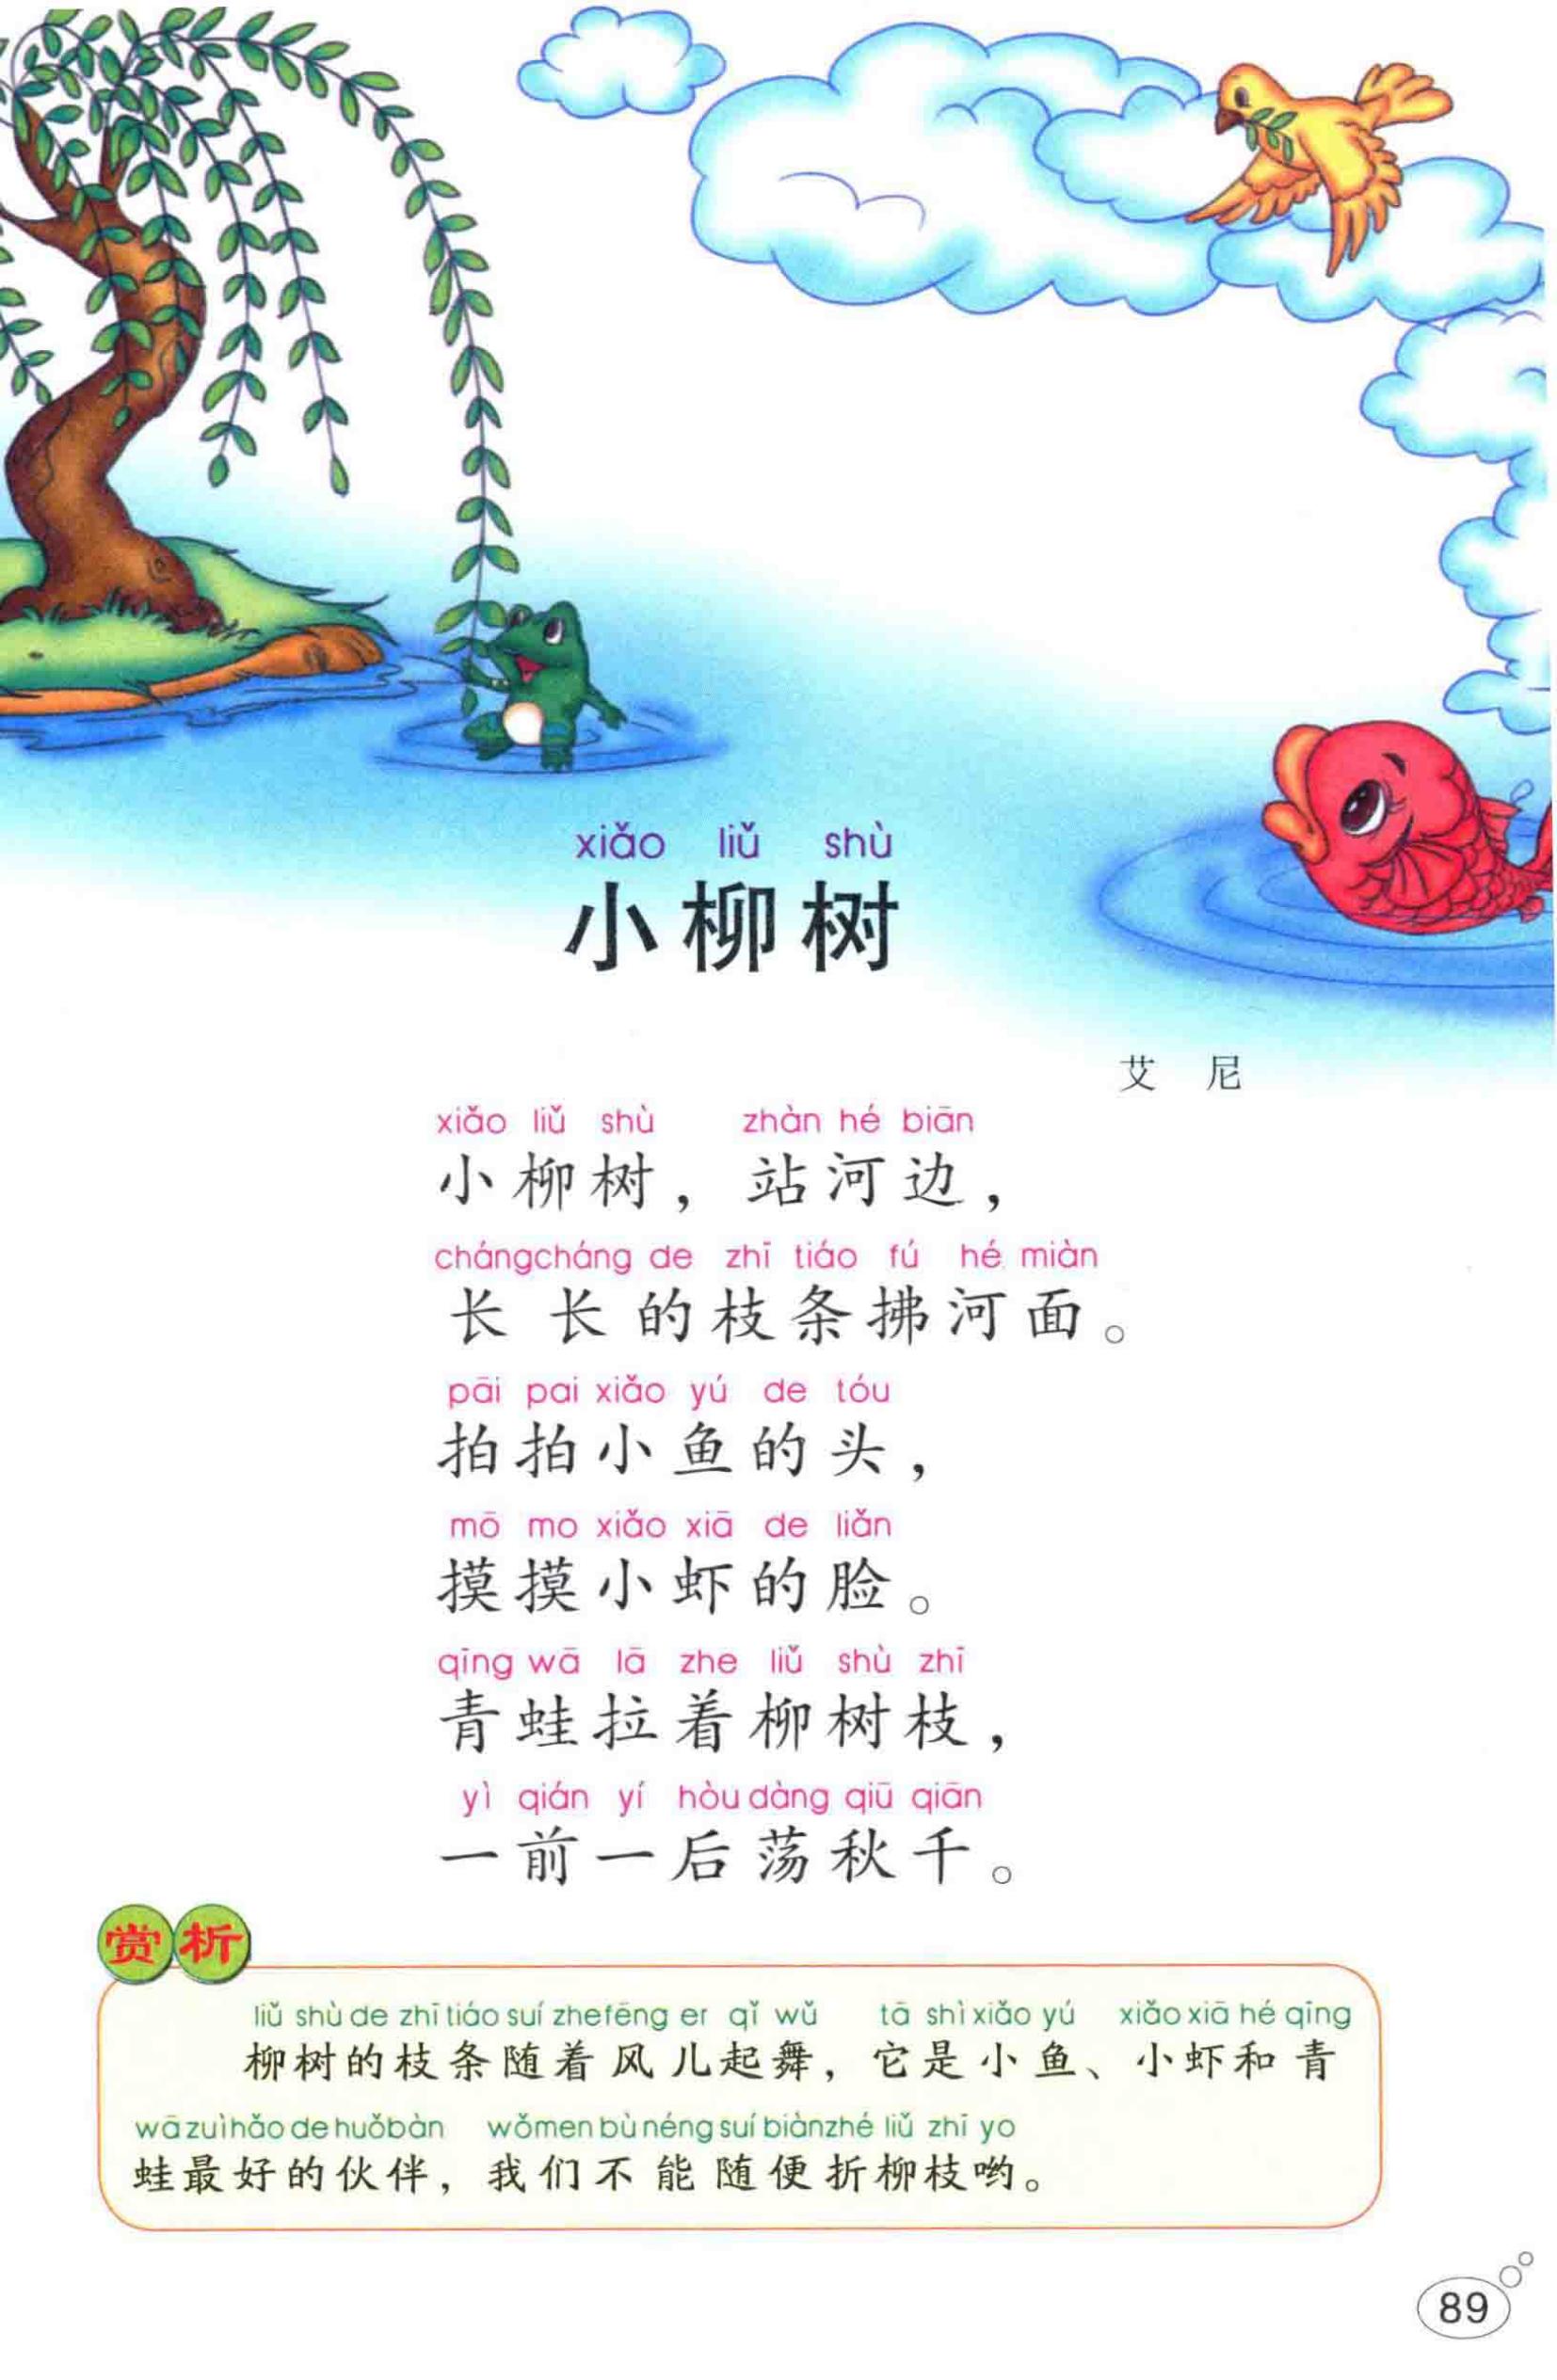 xiǎo liǔ shù
小柳树
艾 尼
xiǎo liǔ shù zhàn hé biān
小柳树，站河边，
chángcháng de zhī tiáo fú hé miàn
长长的枝条拂河面。
pāi pai xiǎo yú de tóu
拍拍小鱼的头，
mō mo xiǎo xiā de liǎn
摸摸小虾的脸。
qīng wā lā zhe liǔ shù zhī
青蛙拉着柳树枝，
yì qián yí hòu dàng qiū qiān
一前一后荡秋千。
赏析
liǔ shù de zhī tiáo suí zhefēng er qǐ wǔ tā shì xiǎo yú xiǎo xiā hé qīng
柳树的枝条随着风儿起舞，它是小鱼、小虾和青
wā zuì hǎo de huǒbàn wǒmen bù néng suí biànzhé liǔ zhī yo
蛙最好的伙伴，我们不能随便折柳枝哟。
89